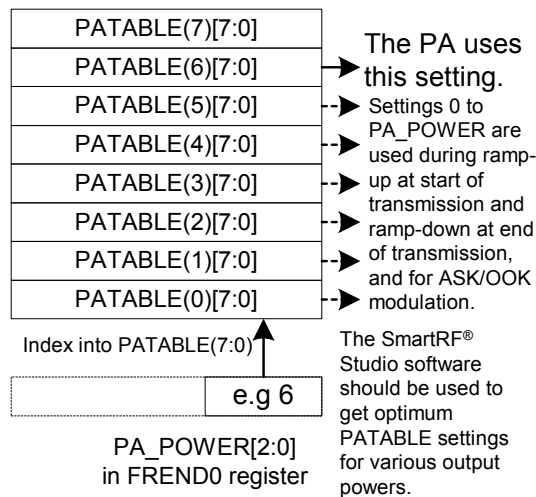 PATABLE(7)[7:0]
PATABLE(6)[7:0]
PATABLE(5)[7:0]
PATABLE(4)[7:0]
PATABLE(3)[7:0]
PATABLE(2)[7:0]
PATABLE(1)[7:0]
PATABLE(0)[7:0]
Index into PATABLE(7:0)
e.g 6
PA_POWER[2:0]
in FREND0 register
The PA uses
this setting.
Settings 0 to
PA_POWER are
used during ramp-
up at start of
transmission and
ramp-down at end
of transmission,
and for ASK/OOK
modulation.
The SmartRF®
Studio software
should be used to
get optimum
PATABLE settings
for various output
powers.